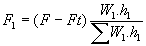 F₁ = (F − Ft) W₁.h₁ / ∑W₁.h₁